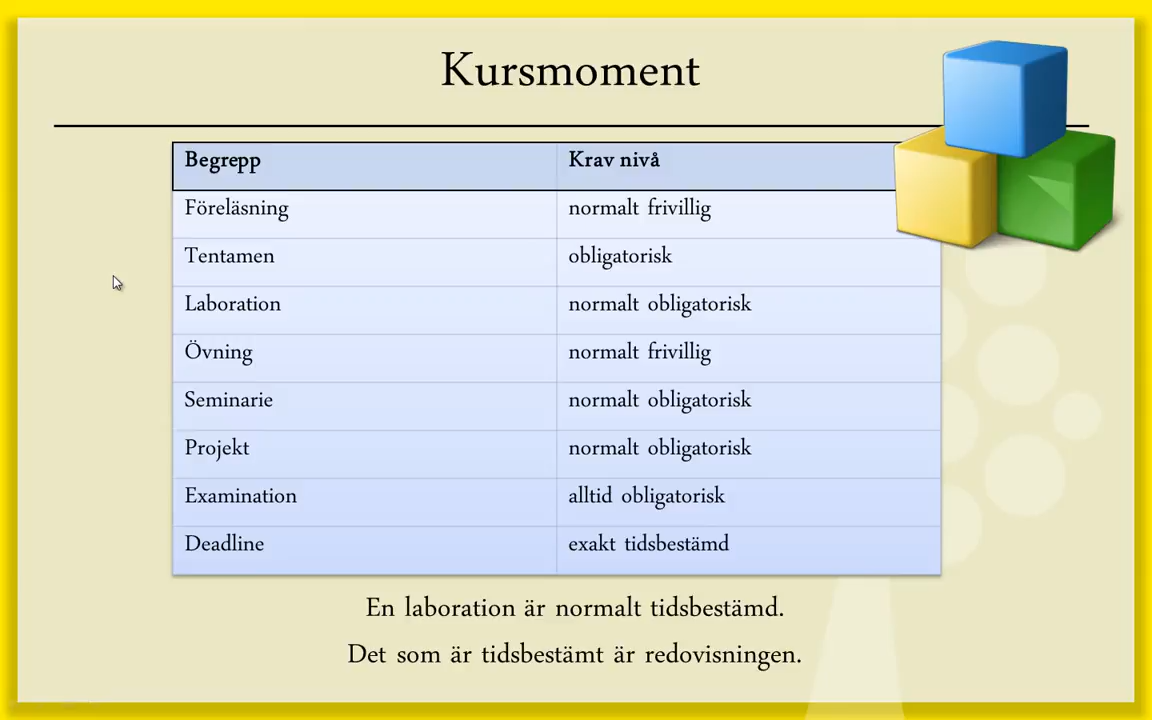 Kursmoment
Begrepp Krav nivå
Föreläsning normalt frivillig
Tentamen obligatorisk
Laboration normalt obligatorisk
Övning normalt frivillig
Seminarie normalt obligatorisk
Projekt normalt obligatorisk
Examination alltid obligatorisk
Deadline exakt tidsbestämd
En laboration är normalt tidsbestämd.
Det som är tidsbestämt är redovisningen.